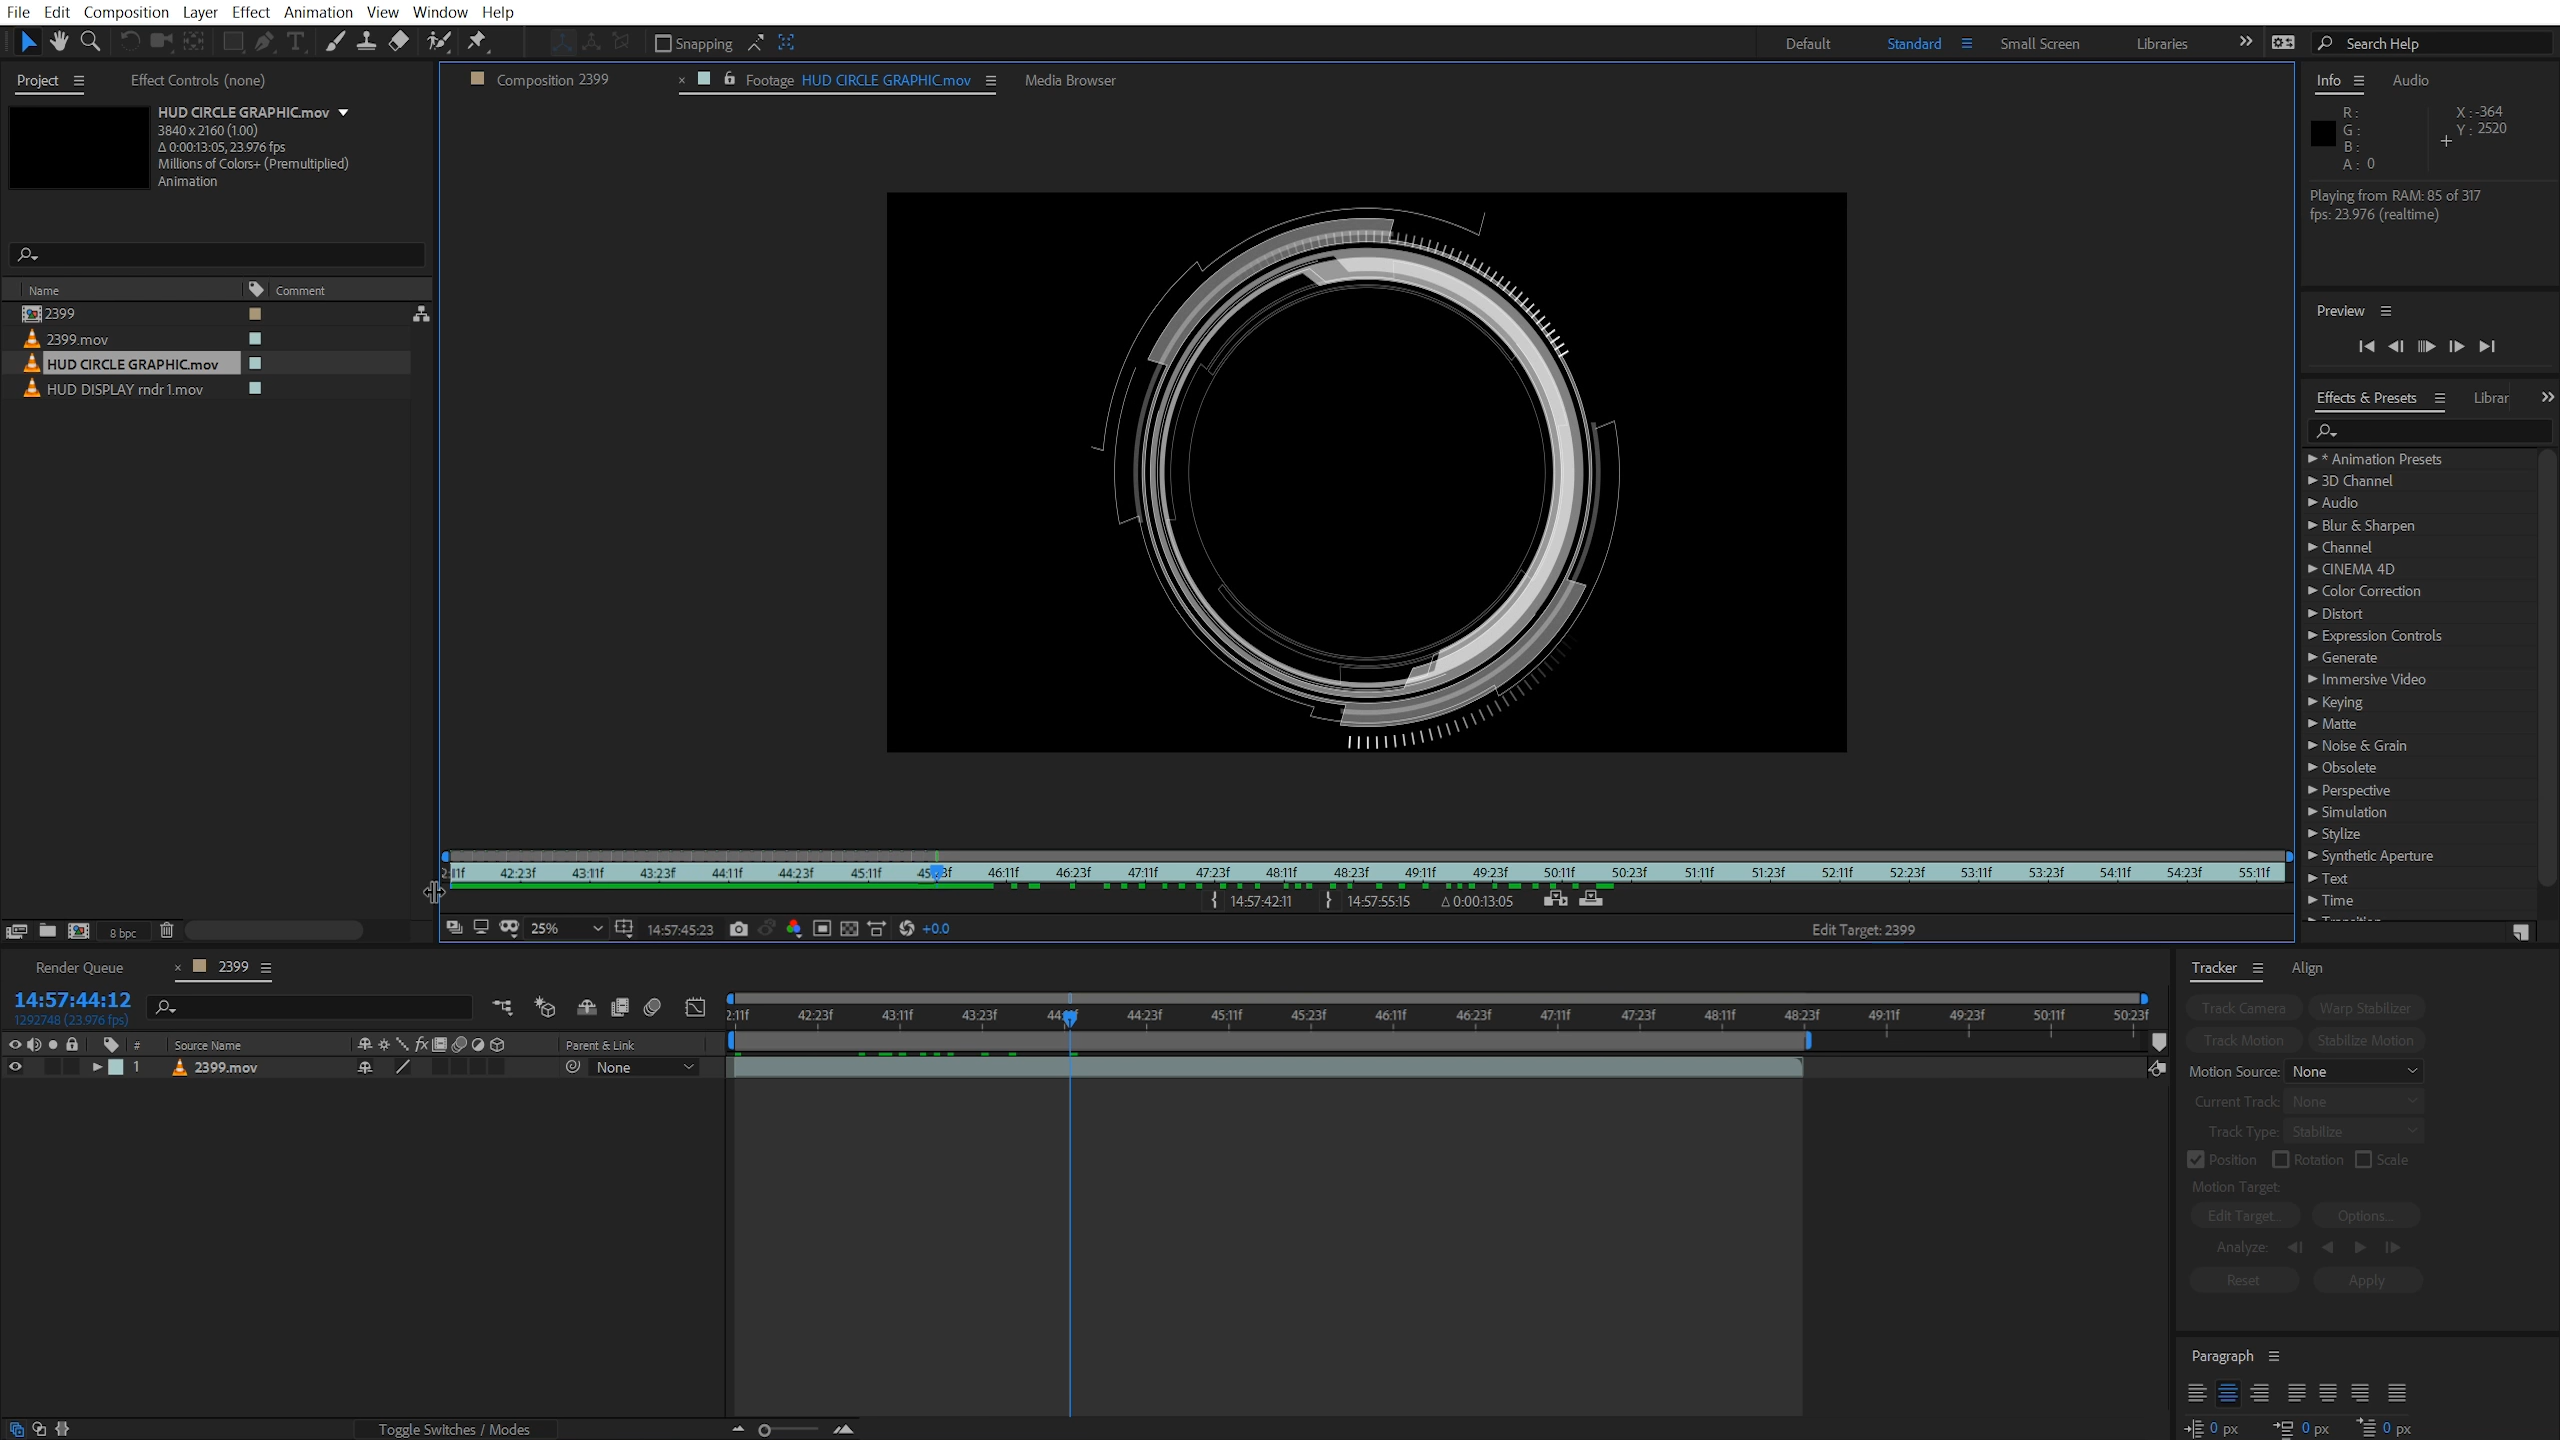 File Edit Composition Layer Effect Animation View Window Help
Snapping
Default Standard Small Screen Libraries Search Help
Project Effect Controls (none)
HUD CIRCLE GRAPHIC.mov
3840 x 2160 (1.00)
Δ 0:00:13:05, 23.976 fps
Millions of Colors+ (Premultiplied)
Animation
Name Comment
2399
2399.mov
HUD CIRCLE GRAPHIC.mov
HUD DISPLAY rndr 1.mov
8 bpc
Composition 2399 × Footage HUD CIRCLE GRAPHIC.mov Media Browser
42:23f 43:11f 43:23f 44:11f 44:23f 45:11f 46:11f 46:23f 47:11f 47:23f 48:11f 48:23f 49:11f 49:23f 50:11f 50:23f 51:11f 51:23f 52:11f 52:23f 53:11f 53:23f 54:11f 54:23f 55:11f
14:57:42:11 14:57:55:15 Δ 0:00:13:05
25% 14:57:45:23 +0.0 Edit Target: 2399
Info Audio
R: X: -364
G: Y: 2520
B:
A: 0
Playing from RAM: 85 of 317
fps: 23.976 (realtime)
Preview
Effects & Presets Librar
* Animation Presets
3D Channel
Audio
Blur & Sharpen
Channel
CINEMA 4D
Color Correction
Distort
Expression Controls
Generate
Immersive Video
Keying
Matte
Noise & Grain
Obsolete
Perspective
Simulation
Stylize
Synthetic Aperture
Text
Time
Render Queue × 2399
14:57:44:12
1292748 (23.976 fps)
2:11f 42:23f 43:11f 43:23f 44:23f 45:11f 45:23f 46:11f 46:23f 47:11f 47:23f 48:11f 48:23f 49:11f 49:23f 50:11f 50:23f
# Source Name Parent & Link
1 2399.mov None
Toggle Switches / Modes
Tracker Align
Track Camera Warp Stabilizer
Track Motion Stabilize Motion
Motion Source: None
Current Track: None
Track Type: Stabilize
Position Rotation Scale
Motion Target:
Edit Target... Options...
Analyze:
Reset Apply
Paragraph
0 px 0 px 0 px